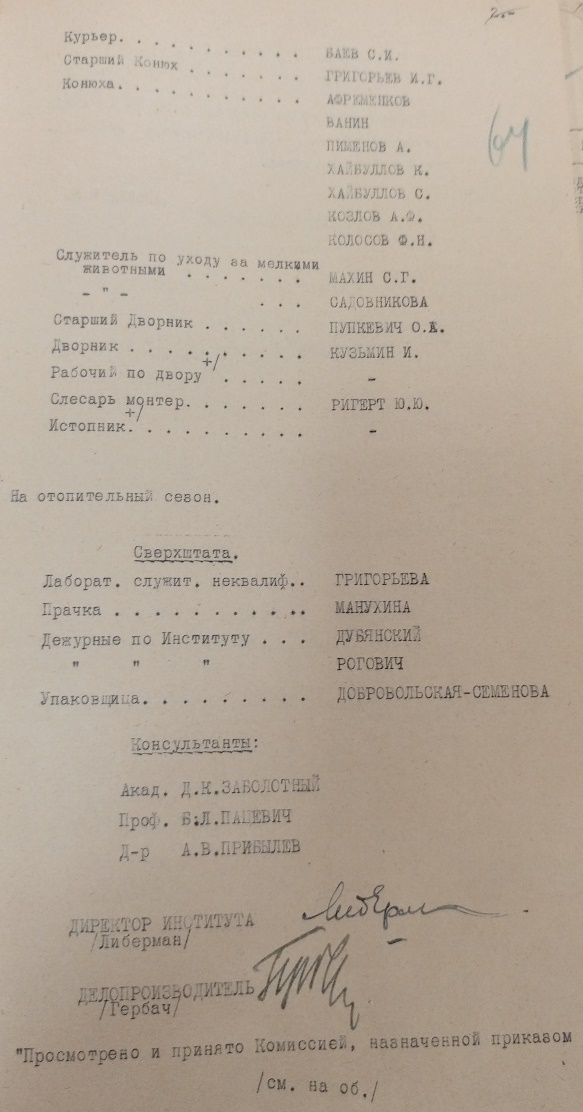 64
Курьер. . . . . . . . . . . БАЕВ С.И.
Старший Конюх . . . . . . . ГРИГОРЬЕВ И.Г.
Конюха. . . . . . . . . . . АФРЕМЕНКОВ
ВАНИН
ПИМЕНОВ А.
ХАЙБУЛЛОВ К.
ХАЙБУЛЛОВ С.
КОЗЛОВ А.Ф.
КОЛОСОВ Ф.Н.
Служитель по уходу за мелкими
животными . . . . . . . МАХИН С.Г.
- " - . . . САДОВНИКОВА
Старший Дворник . . . . . . ПУПКЕВИЧ О.К.
Дворник . . . . . . . . . . КУЗЬМИН И.
Рабочий по двору +/ . . . . . -
Слесарь монтер. . . . . . . РИГЕРТ Ю.Ю.
Истопник. +/ . . . . . . . . . -
На отопительный сезон.
Сверхштата.
Лаборат. служит. неквалиф.. ГРИГОРЬЕВА
Прачка . . . . . . . . . . .. МАНУХИНА
Дежурные по Институту . . . ДУБЯНСКИЙ
" " " РОГОВИЧ
Упаковщица. . . . . . . . . ДОБРОВОЛЬСКАЯ-СЕМЕНОВА
Консультанты:
Акад. Д.К.ЗАБОЛОТНЫЙ
Проф. Б.Л.ПАЦЕВИЧ
Д-р А.В.ПРИБЫЛЕВ
ДИРЕКТОР ИНСТИТУТА
/Либерман/
ДЕЛОПРОИЗВОДИТЕЛЬ
/Гербач/
"Просмотрено и принято Комиссией, назначенной приказом
/см. на об./